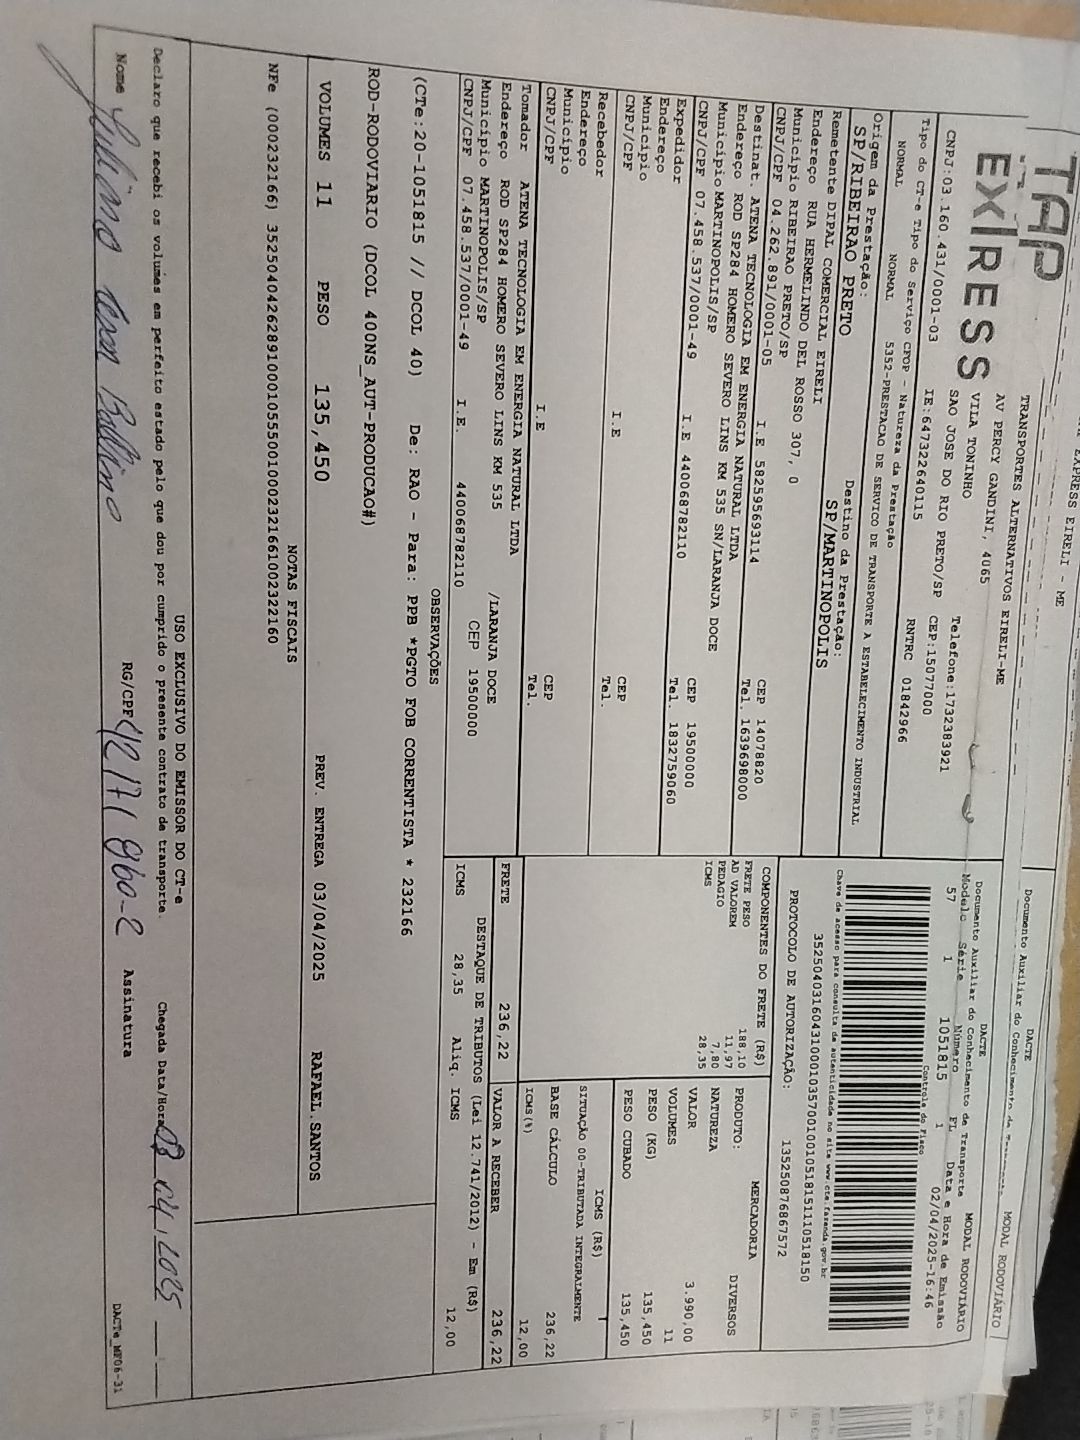 TAP
EXPRESS
TRANSPORTES ALTERNATIVOS EIRELI-ME
AV PERCY GANDINI, 4065
VILA TONINHO
SAO JOSE DO RIO PRETO/SP
Telefone:1732383921
CNPJ:03.160.431/0001-03
IE:647322640115
CEP:15077000
Tipo do CT-e Tipo do Serviço CFOP - Natureza da Prestação
RNTRC 01842966
NORMAL NORMAL 5352-PRESTACAO DE SERVICO DE TRANSPORTE A ESTABELECIMENTO INDUSTRIAL
Origem da Prestação: Destino da Prestação:
SP/RIBEIRAO PRETO SP/MARTINOPOLIS
Remetente DIPAL COMERCIAL EIRELI
Endereço RUA HERMELINDO DEL ROSSO 307, 0
Município RIBEIRAO PRETO/SP CEP 14078820
CNPJ/CPF 04.262.891/0001-05 I.E 582595693114 Tel. 1639698000
Destinat. ATENA TECNOLOGIA EM ENERGIA NATURAL LTDA
Endereço ROD SP284 HOMERO SEVERO LINS KM 535 SN/LARANJA DOCE
Município MARTINOPOLIS/SP CEP 19500000
CNPJ/CPF 07.458.537/0001-49 I.E 440068782110 Tel. 1832759060
Expedidor
Endereço
Município CEP
CNPJ/CPF I.E Tel.
Recebedor
Endereço
Município CEP
CNPJ/CPF I.E Tel.
Tomador ATENA TECNOLOGIA EM ENERGIA NATURAL LTDA
Endereço ROD SP284 HOMERO SEVERO LINS KM 535 /LARANJA DOCE
Município MARTINOPOLIS/SP CEP 19500000
CNPJ/CPF 07.458.537/0001-49 I.E. 440068782110
DACTE MODAL RODOVIÁRIO
Documento Auxiliar do Conhecimento de Transporte
Modelo Série Número FL Data e Hora de Emissão
57 1 1051815 1 02/04/2025-16:46
Controle do Fisco
Chave de acesso para consulta de autenticidade no site www.cte.fazenda.gov.br
35250403160431000103570010010518151110518150
PROTOCOLO DE AUTORIZAÇÃO: 135250876867572
COMPONENTES DO FRETE (R$)
FRETE PESO 188,10
AD VALOREM 11,97
PEDAGIO 7,80
ICMS 28,35
PRODUTO: MERCADORIA
NATUREZA DIVERSOS
VALOR 3.990,00
VOLUMES 11
PESO (KG) 135,450
PESO CUBADO 135,450
ICMS (R$)
SITUAÇÃO 00-TRIBUTADA INTEGRALMENTE
BASE CÁLCULO 236,22
ICMS(%) 12,00
FRETE 236,22 VALOR A RECEBER 236,22
DESTAQUE DE TRIBUTOS (Lei 12.741/2012) - Em (R$)
ICMS 28,35 Aliq. ICMS 12,00
OBSERVAÇÕES
(CTe:20-1051815 // DCOL 40) De: RAO - Para: PPB *PGTO FOB CORRENTISTA * 232166
ROD-RODOVIARIO (DCOL 400NS_AUT-PRODUCAO#)
VOLUMES 11 PESO 135,450 PREV. ENTREGA 03/04/2025 RAFAEL.SANTOS
NOTAS FISCAIS
NFe (000232166) 35250404262891000105550010002321661002322160
USO EXCLUSIVO DO EMISSOR DO CT-e
Declaro que recebi os volumes em perfeito estado pelo que dou por cumprido o presente contrato de transporte. Chegada Data/Hora 03 04, 2025
Nome RG/CPF 42 171 860-2 Assinatura
DACTe_MF06-31